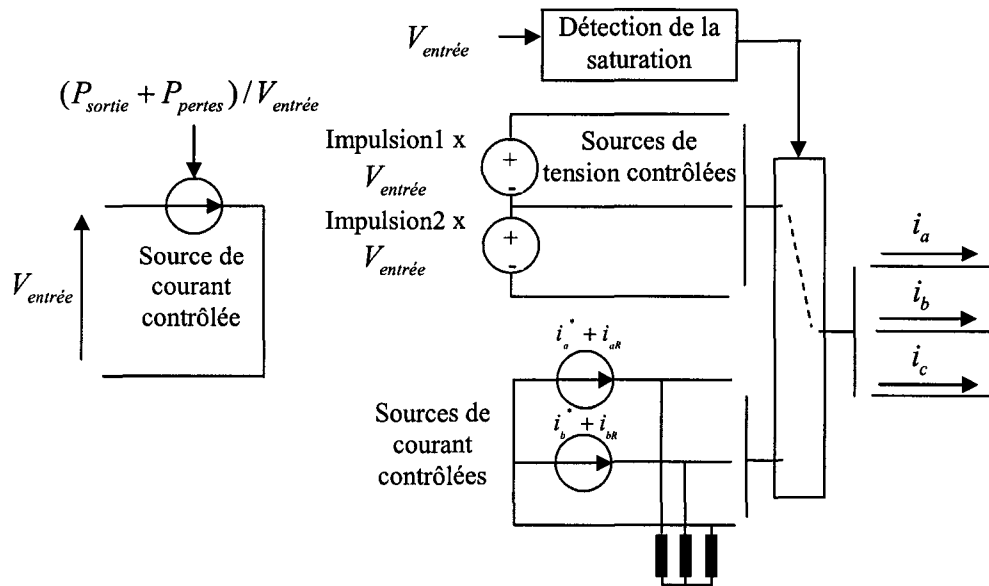 (P_sortie + P_pertes) / V_entrée
V_entrée
Source de
courant
contrôlée
V_entrée
Détection de la
saturation
Impulsion1 x
V_entrée
Impulsion2 x
V_entrée
+
-
+
-
Sources de
tension contrôlées
i_a^* + i_aR
i_b^* + i_bR
Sources de
courant
contrôlées
i_a
i_b
i_c